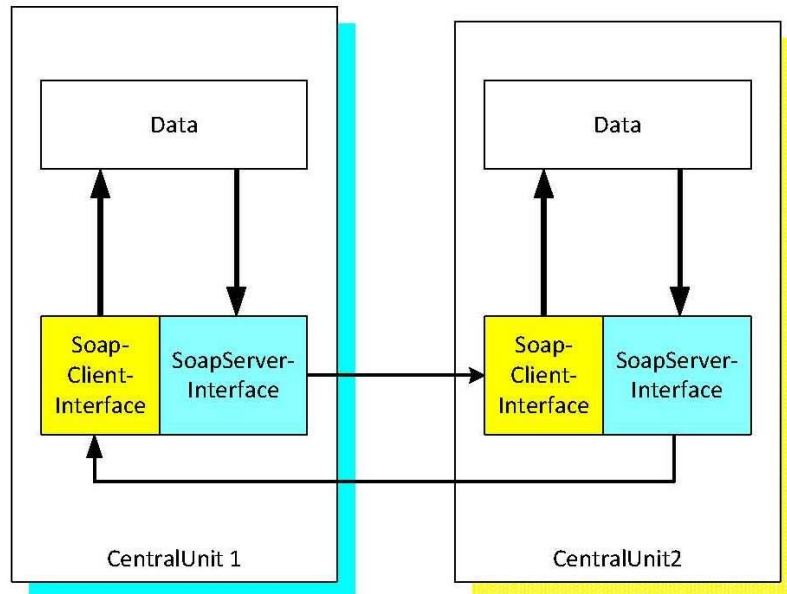 Data
Data
Soap-
Client-
Interface
SoapServer-
Interface
Soap-
Client-
Interface
SoapServer-
Interface
CentralUnit 1
CentralUnit2